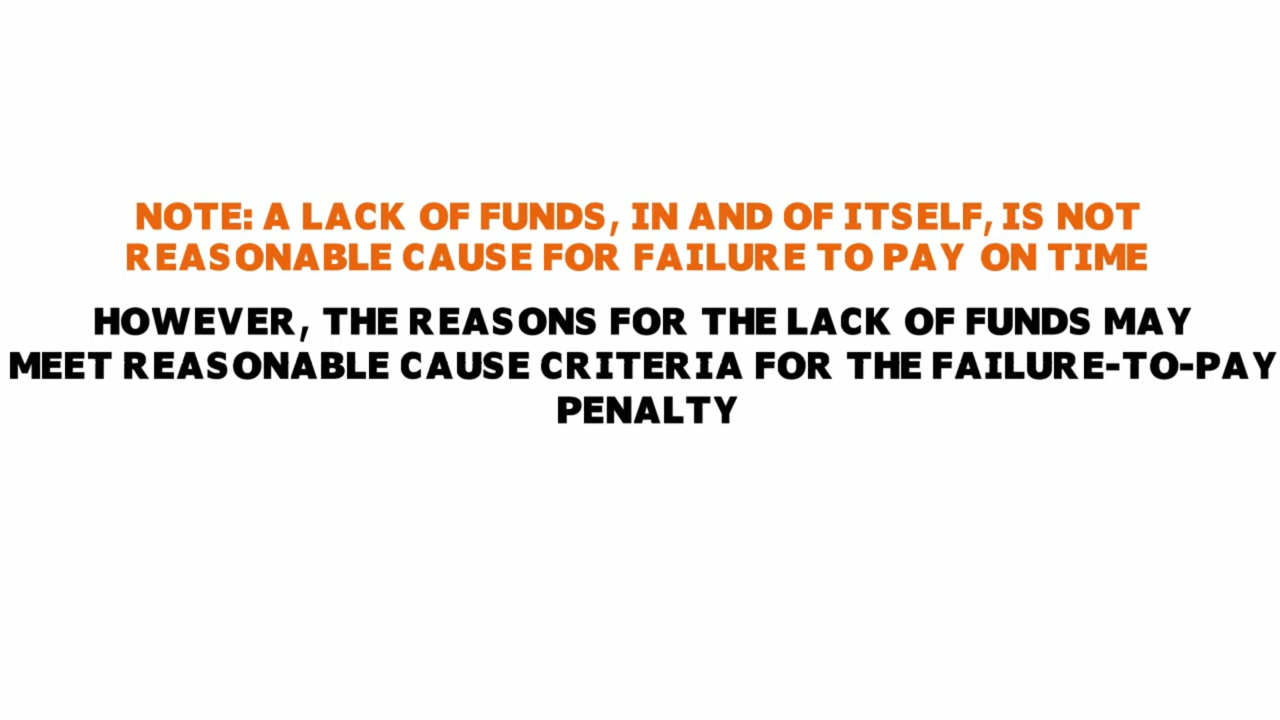 NOTE: A LACK OF FUNDS, IN AND OF ITSELF, IS NOT
REASONABLE CAUSE FOR FAILURE TO PAY ON TIME
HOWEVER, THE REASONS FOR THE LACK OF FUNDS MAY
MEET REASONABLE CAUSE CRITERIA FOR THE FAILURE-TO-PAY
PENALTY